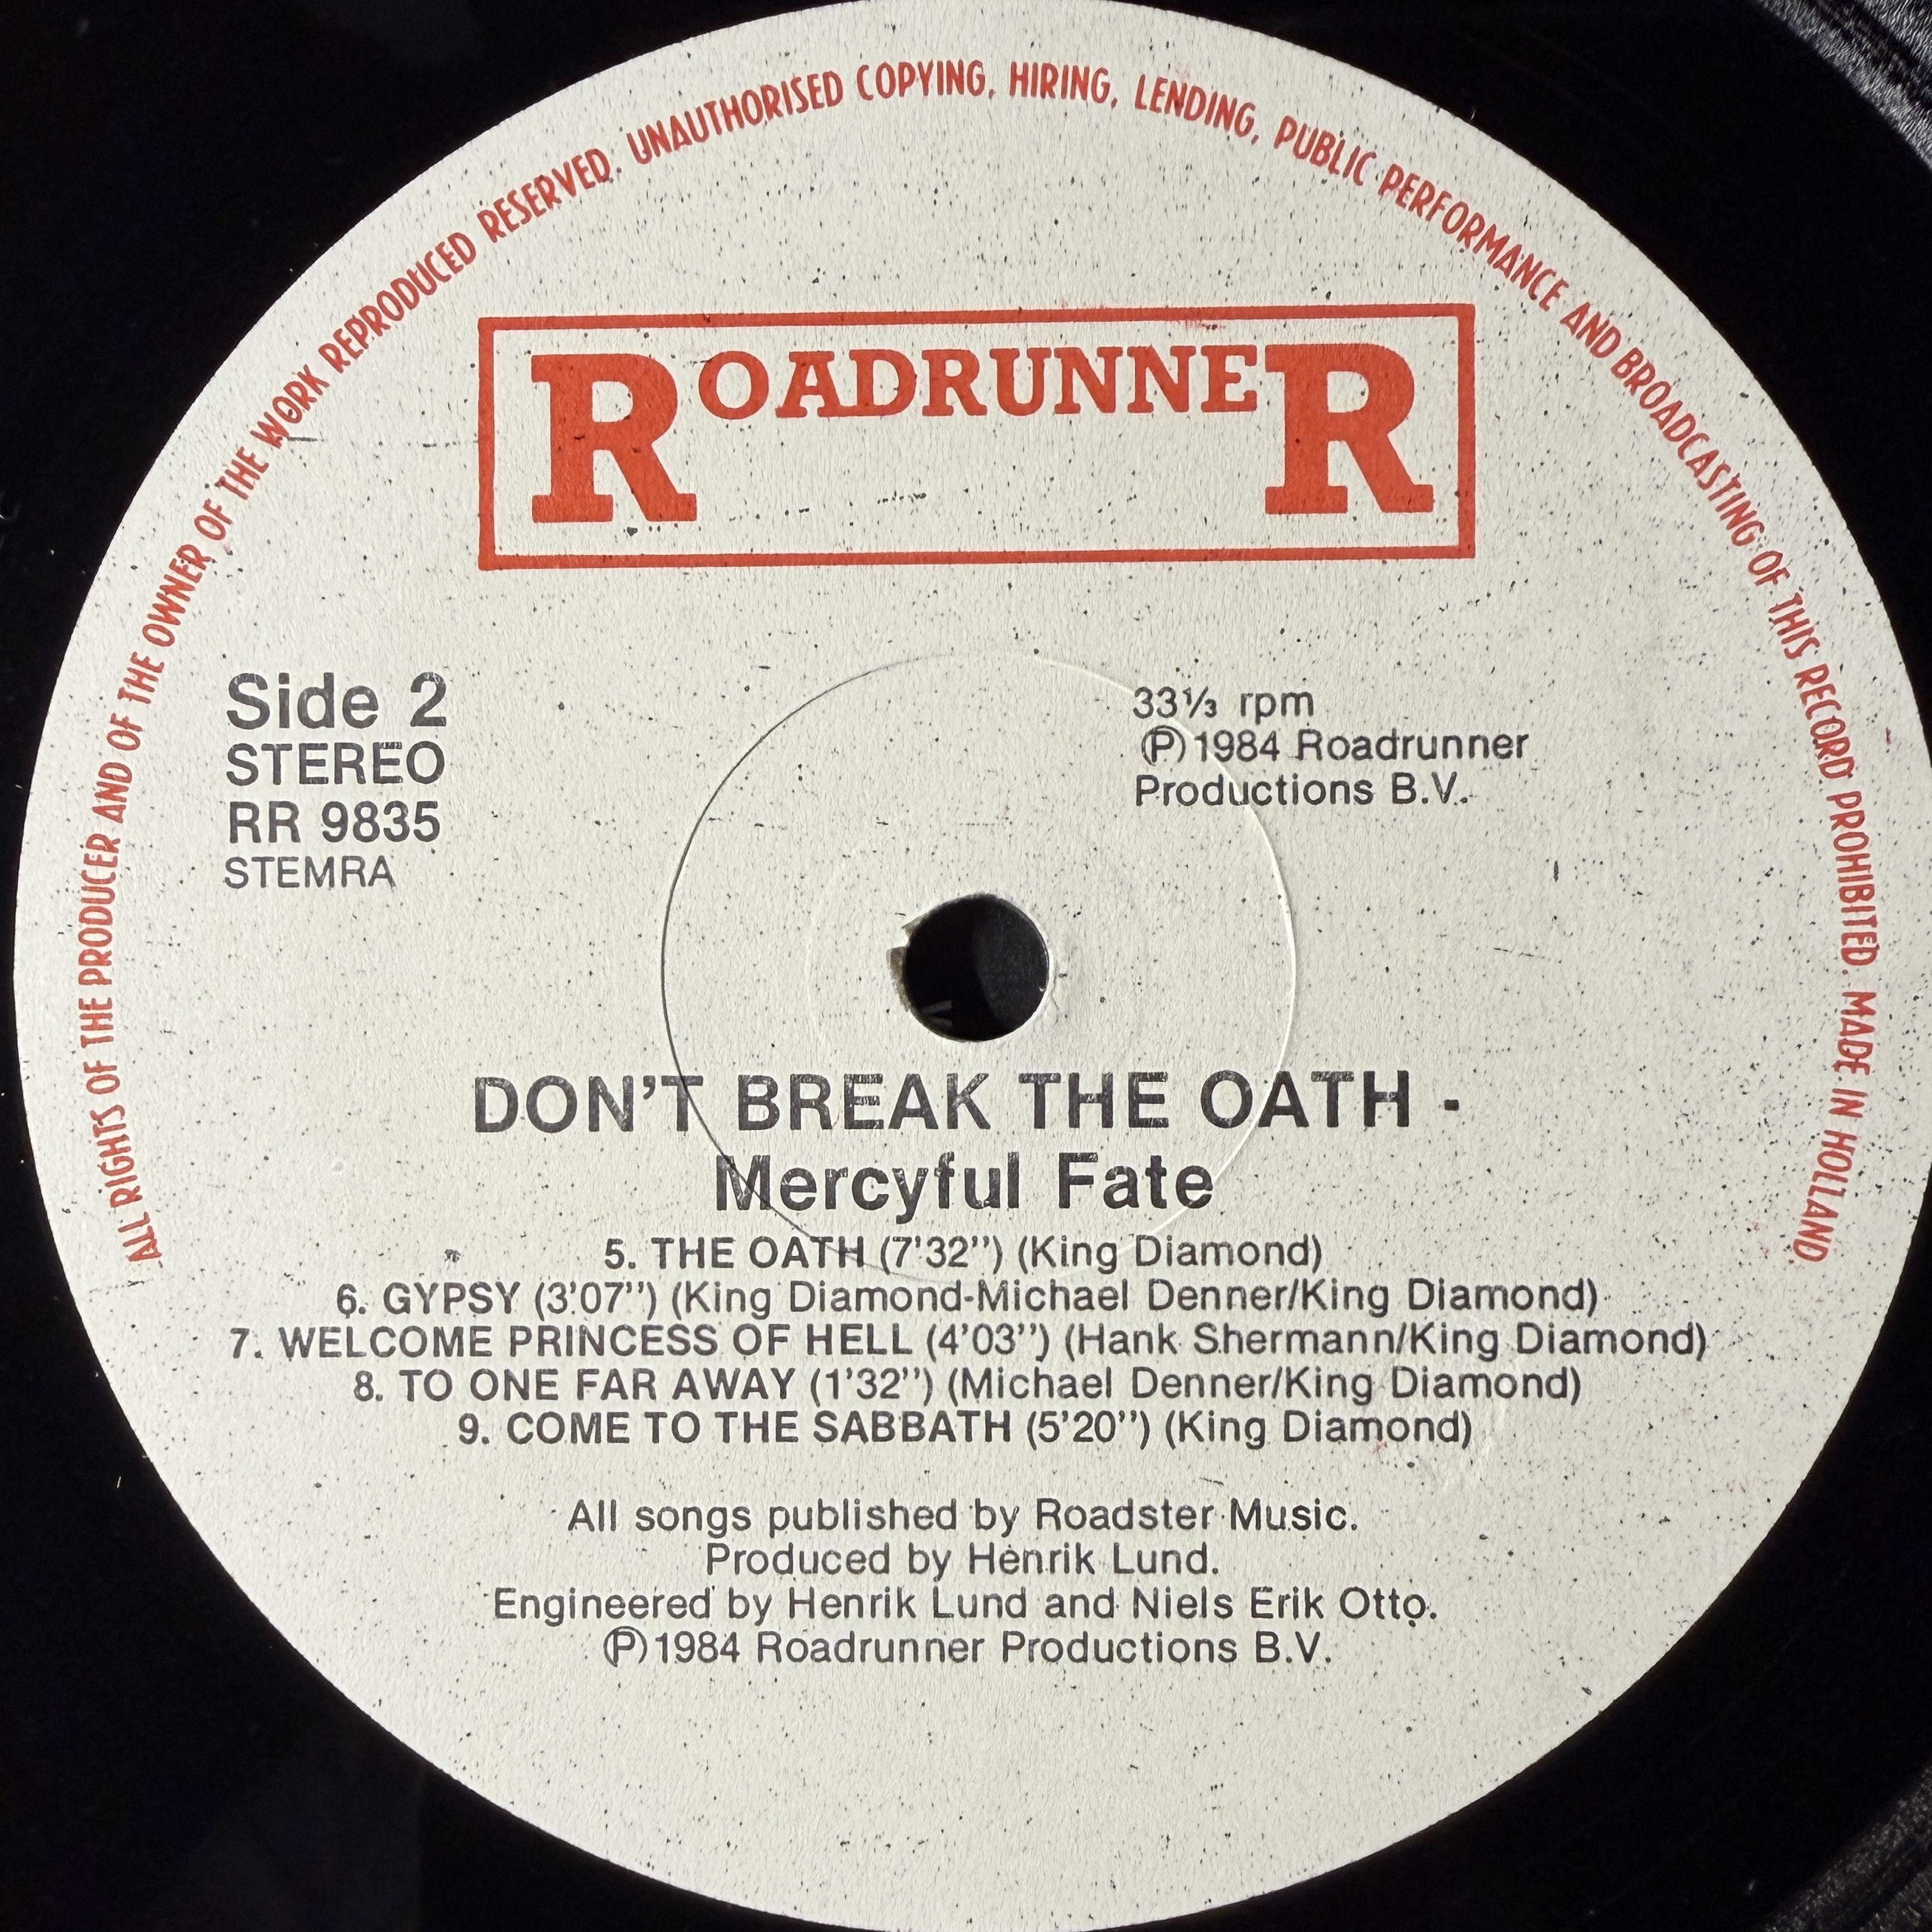 ALL RIGHTS OF THE PRODUCER AND OF THE OWNER OF THE WORK REPRODUCED RESERVED. UNAUTHORISED COPYING, HIRING, LENDING, PUBLIC PERFORMANCE AND BROADCASTING OF THIS RECORD PROHIBITED. MADE IN HOLLAND
ROADRUNNER
Side 2
STEREO
RR 9835
STEMRA
33⅓ rpm
Ⓟ1984 Roadrunner
Productions B.V.
DON'T BREAK THE OATH -
Mercyful Fate
5. THE OATH (7'32") (King Diamond)
6. GYPSY (3'07") (King Diamond-Michael Denner/King Diamond)
7. WELCOME PRINCESS OF HELL (4'03") (Hank Shermann/King Diamond)
8. TO ONE FAR AWAY (1'32") (Michael Denner/King Diamond)
9. COME TO THE SABBATH (5'20") (King Diamond)
All songs published by Roadster Music.
Produced by Henrik Lund.
Engineered by Henrik Lund and Niels Erik Otto.
Ⓟ1984 Roadrunner Productions B.V.